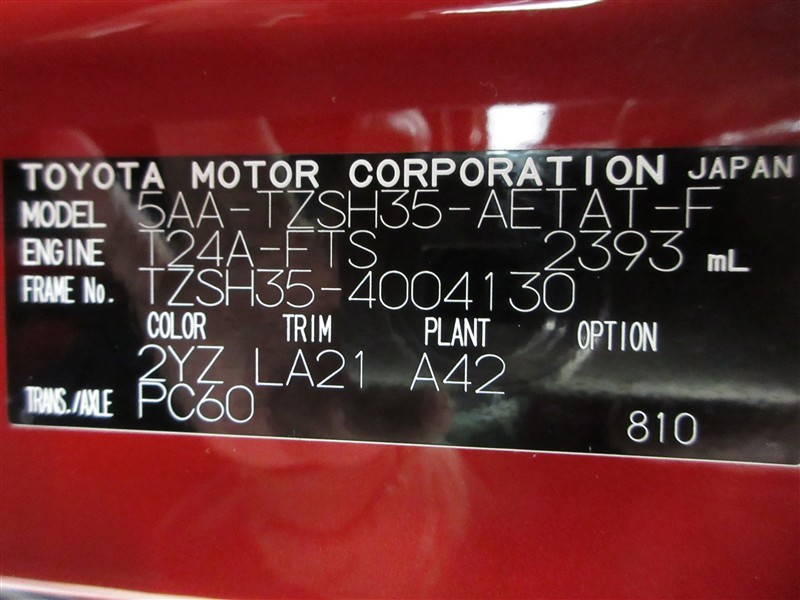 TOYOTA MOTOR CORPORATION JAPAN
MODEL 5AA-TZSH35-AETAT-F
ENGINE T24A-FTS 2393 mL
FRAME No. TZSH35-4004130
COLOR TRIM PLANT OPTION
2YZ LA21 A42
TRANS./AXLE PC60
810